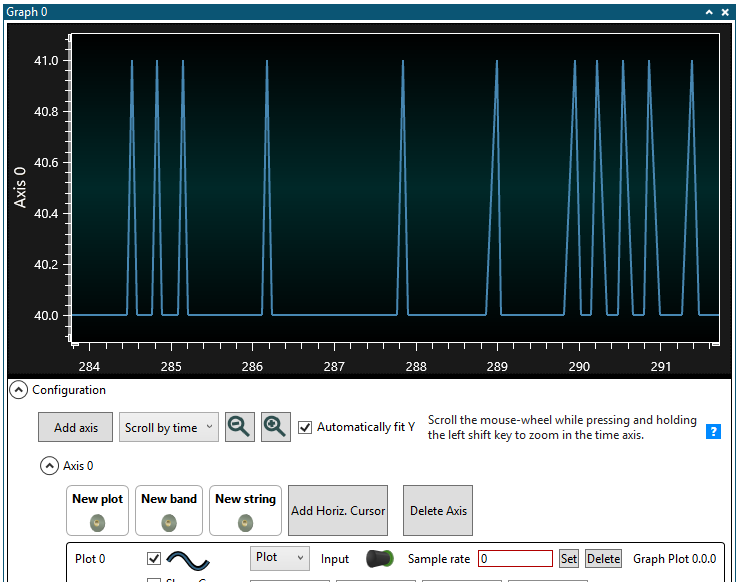 Graph 0
41.0
40.8
40.6
40.4
40.2
40.0
Axis 0
284 285 286 287 288 289 290 291
Configuration
Add axis
Scroll by time
Automatically fit Y
Scroll the mouse-wheel while pressing and holding
the left shift key to zoom in the time axis.
?
Axis 0
New plot New band New string Add Horiz. Cursor Delete Axis
Plot 0 Plot Input Sample rate 0 Set Delete Graph Plot 0.0.0